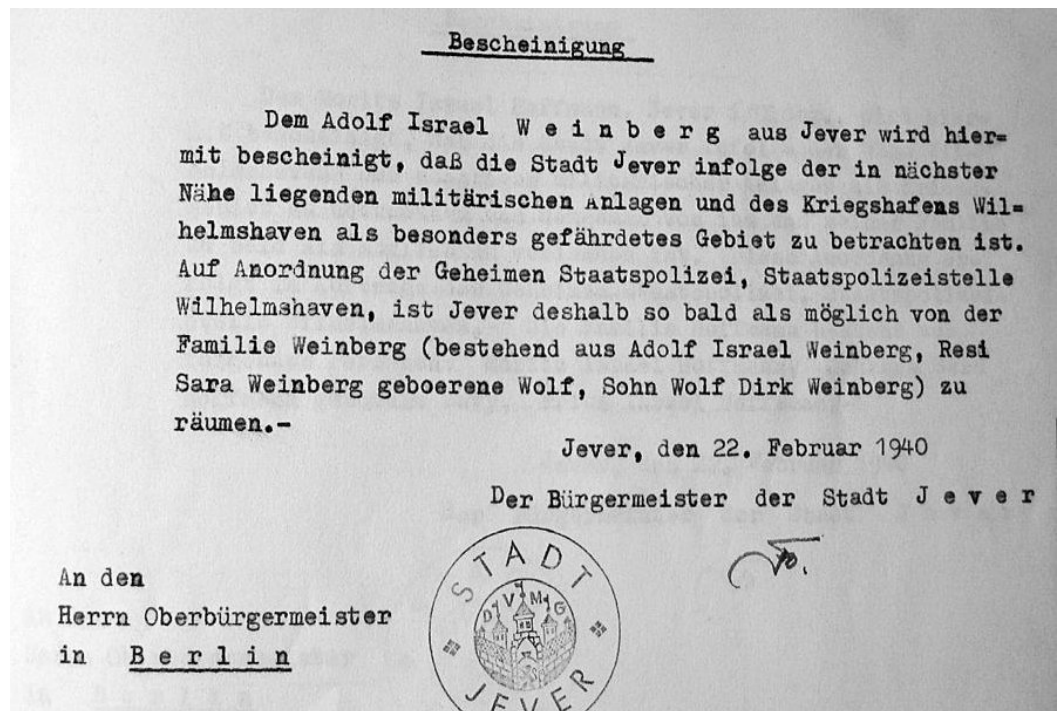 Bescheinigung
Dem Adolf Israel W e i n b e r g aus Jever wird hier=
mit bescheinigt, daß die Stadt Jever infolge der in nächster
Nähe liegenden militärischen Anlagen und des Kriegshafens Wil=
helmshaven als besonders gefährdetes Gebiet zu betrachten ist.
Auf Anordnung der Geheimen Staatspolizei, Staatspolizeistelle
Wilhelmshaven, ist Jever deshalb so bald als möglich von der
Familie Weinberg (bestehend aus Adolf Israel Weinberg, Resi
Sara Weinberg geboerene Wolf, Sohn Wolf Dirk Weinberg) zu
räumen.-
Jever, den 22. Februar 1940
Der Bürgermeister der Stadt J e v e r
An den
Herrn Oberbürgermeister
in B e r l i n
STADT
D V M G
JEVER